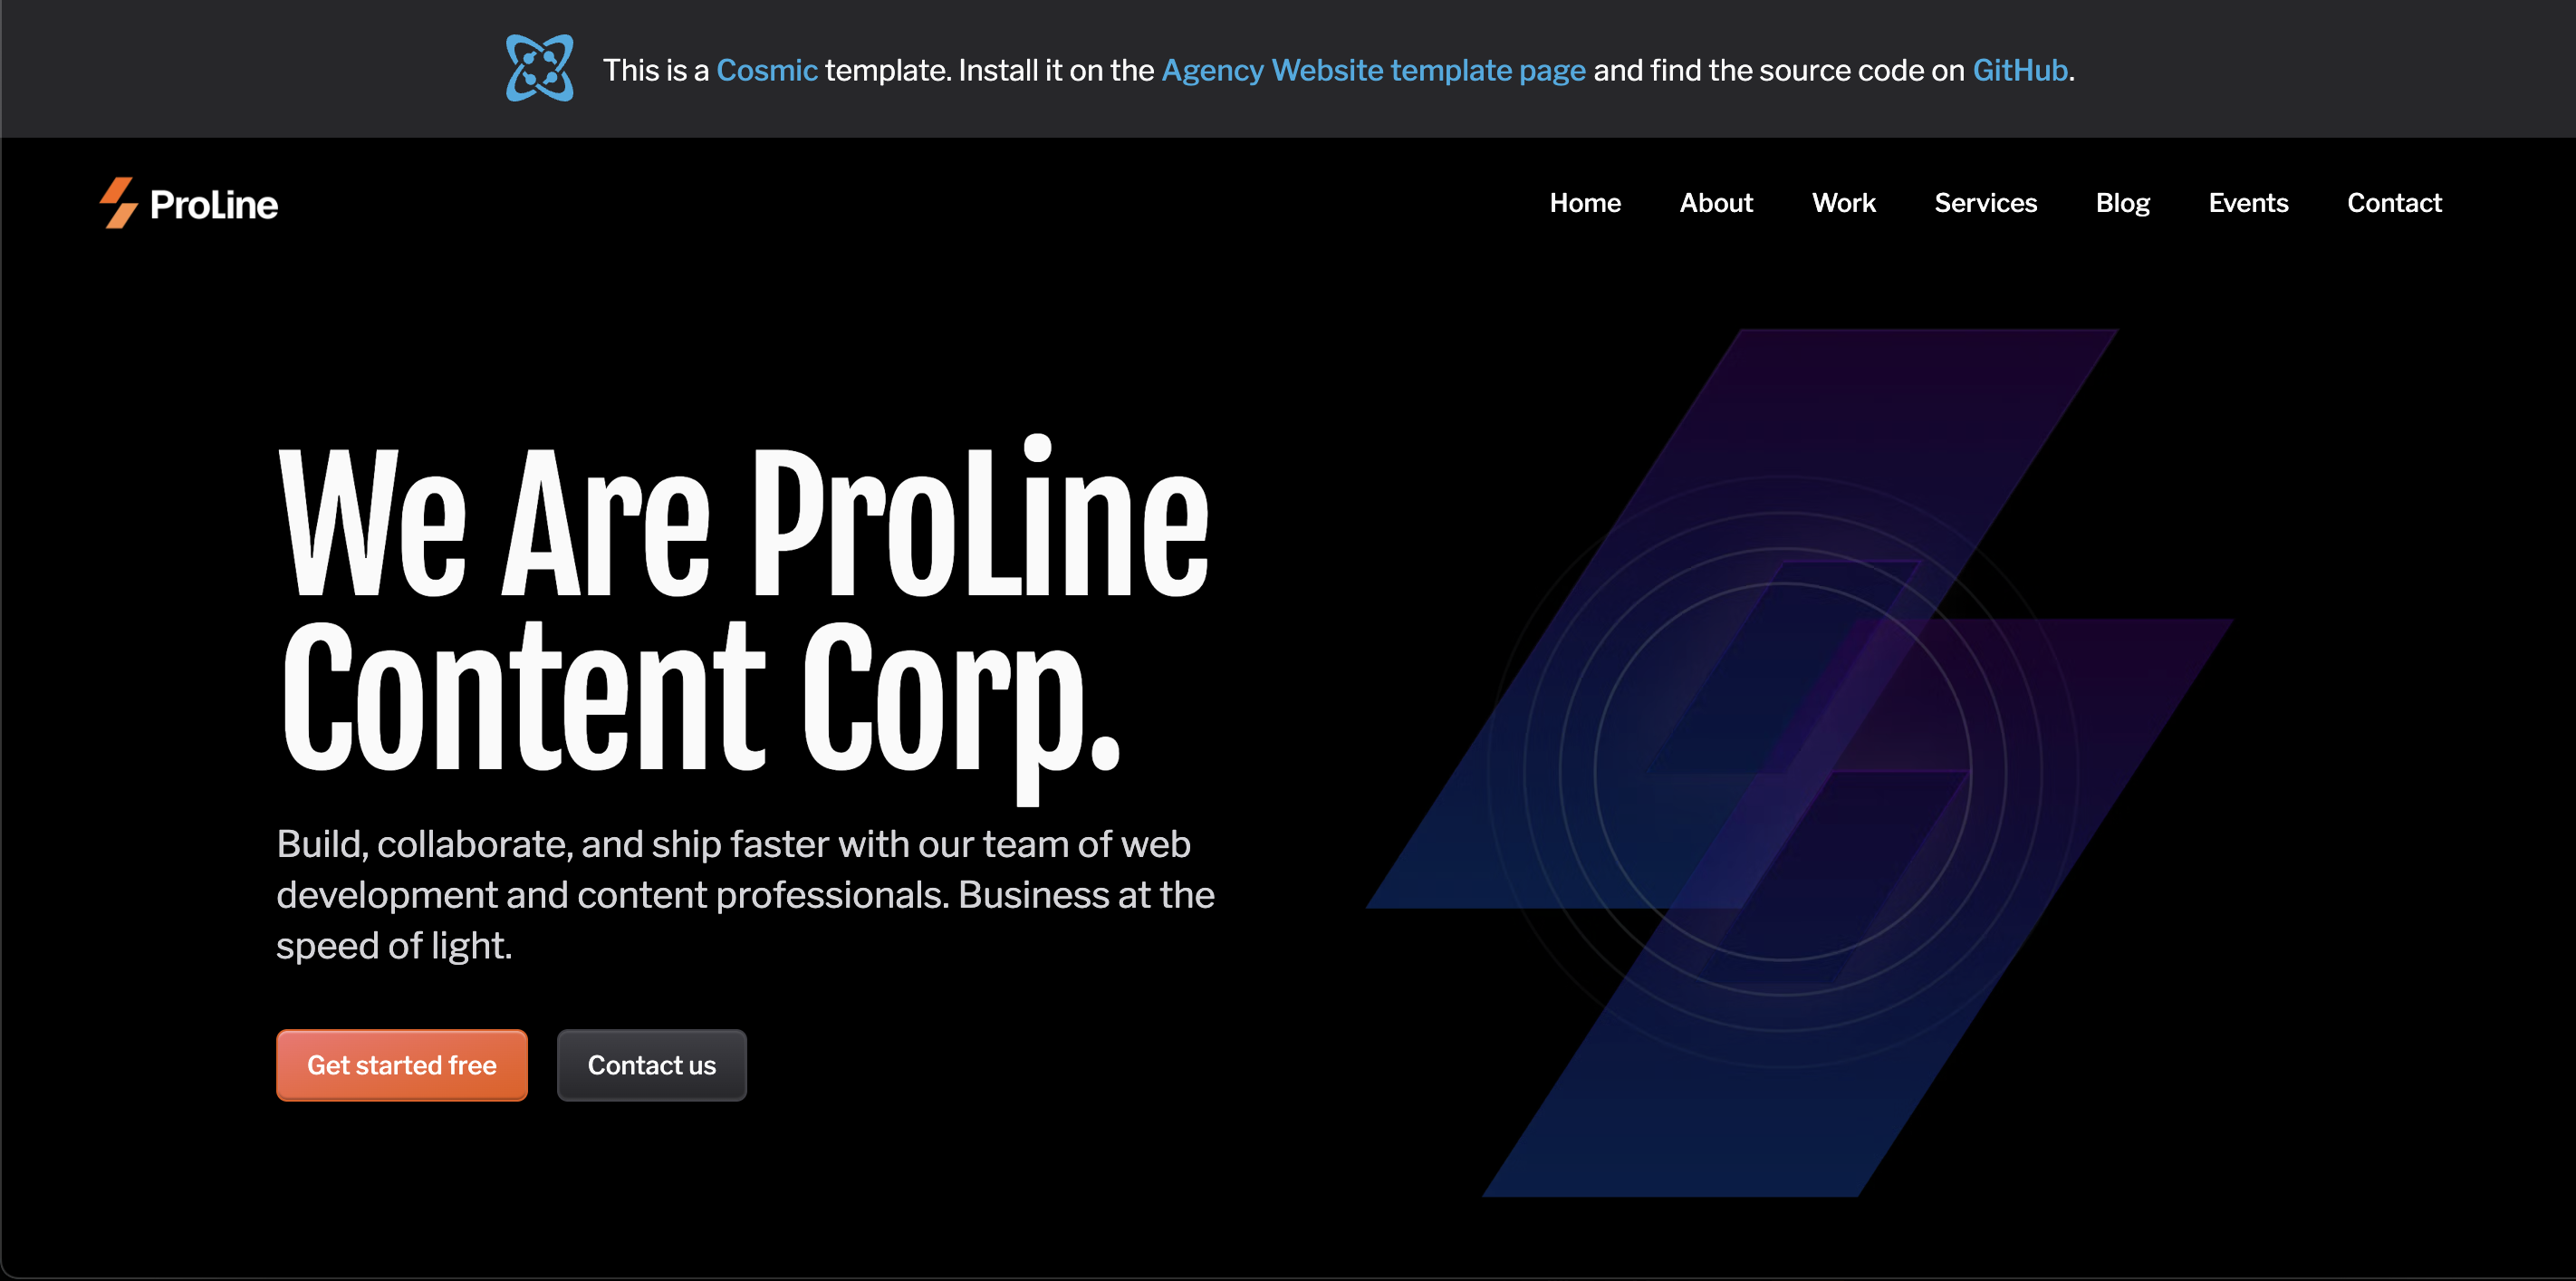 This is a Cosmic template. Install it on the Agency Website template page and find the source code on GitHub.
ProLine
Home About Work Services Blog Events Contact
We Are ProLine
Content Corp.
Build, collaborate, and ship faster with our team of web
development and content professionals. Business at the
speed of light.
Get started free Contact us